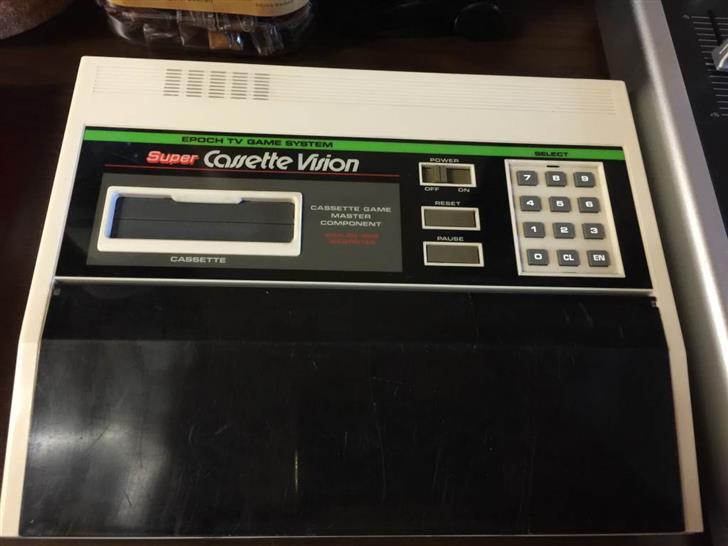 EPOCH TV GAME SYSTEM
Super Cassette Vision
CASSETTE GAME
MASTER
COMPONENT
CASSETTE
POWER
OFF ON
RESET
PAUSE
SELECT
7 8 9
4 5 6
1 2 3
0 CL EN